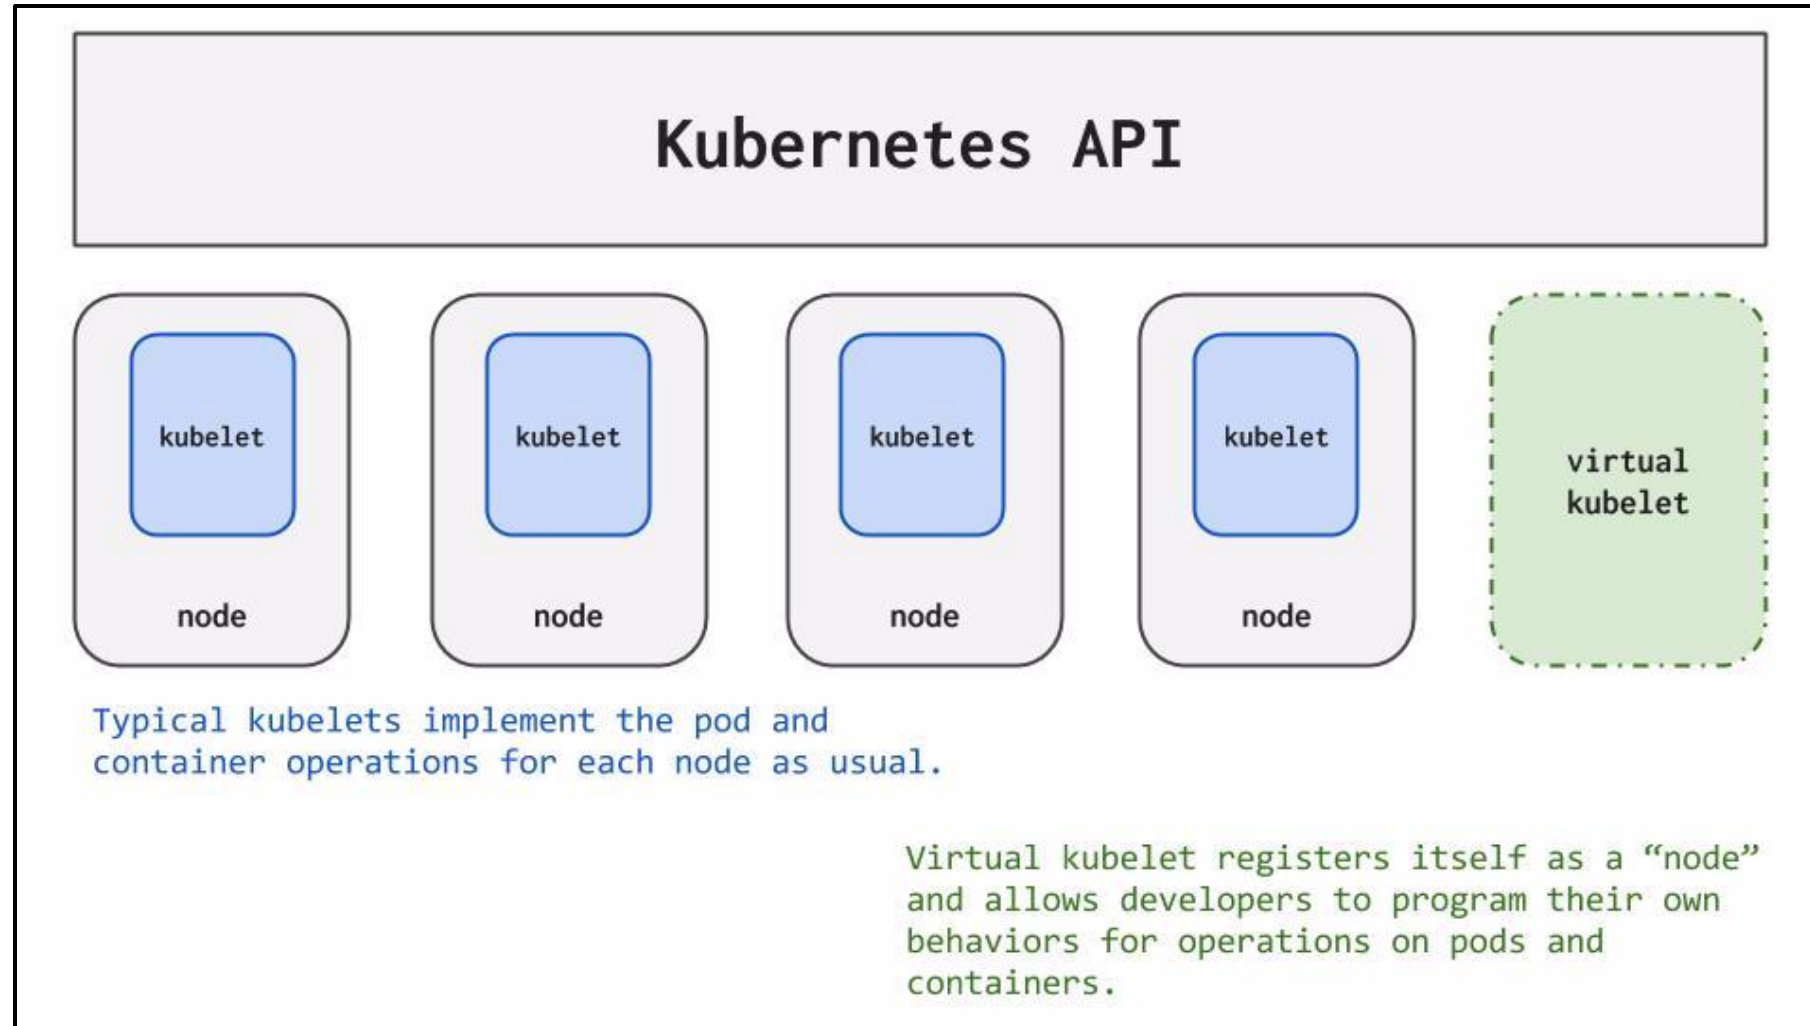 Kubernetes API
kubelet
kubelet
kubelet
kubelet
virtual
kubelet
node
node
node
node
Typical kubelets implement the pod and
container operations for each node as usual.
Virtual kubelet registers itself as a “node”
and allows developers to program their own
behaviors for operations on pods and
containers.